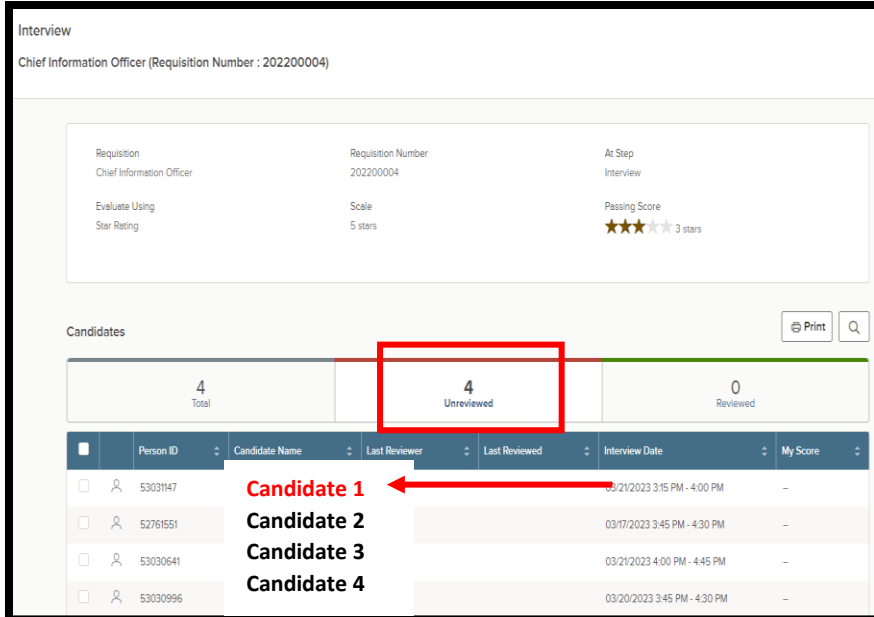 Interview
Chief Information Officer (Requisition Number : 202200004)
Requisition Requisition Number At Step
Chief Information Officer 202200004 Interview
Evaluate Using Scale Passing Score
Star Rating 5 stars 3 stars
Candidates Print
4 4 0
Total Unreviewed Reviewed
Person ID Candidate Name Last Reviewer Last Reviewed Interview Date My Score
53031147 Candidate 1 03/21/2023 3:15 PM - 4:00 PM --
52761551 Candidate 2 03/17/2023 3:45 PM - 4:30 PM --
53030641 Candidate 3 03/21/2023 4:00 PM - 4:45 PM --
53030996 Candidate 4 03/20/2023 3:45 PM - 4:30 PM --